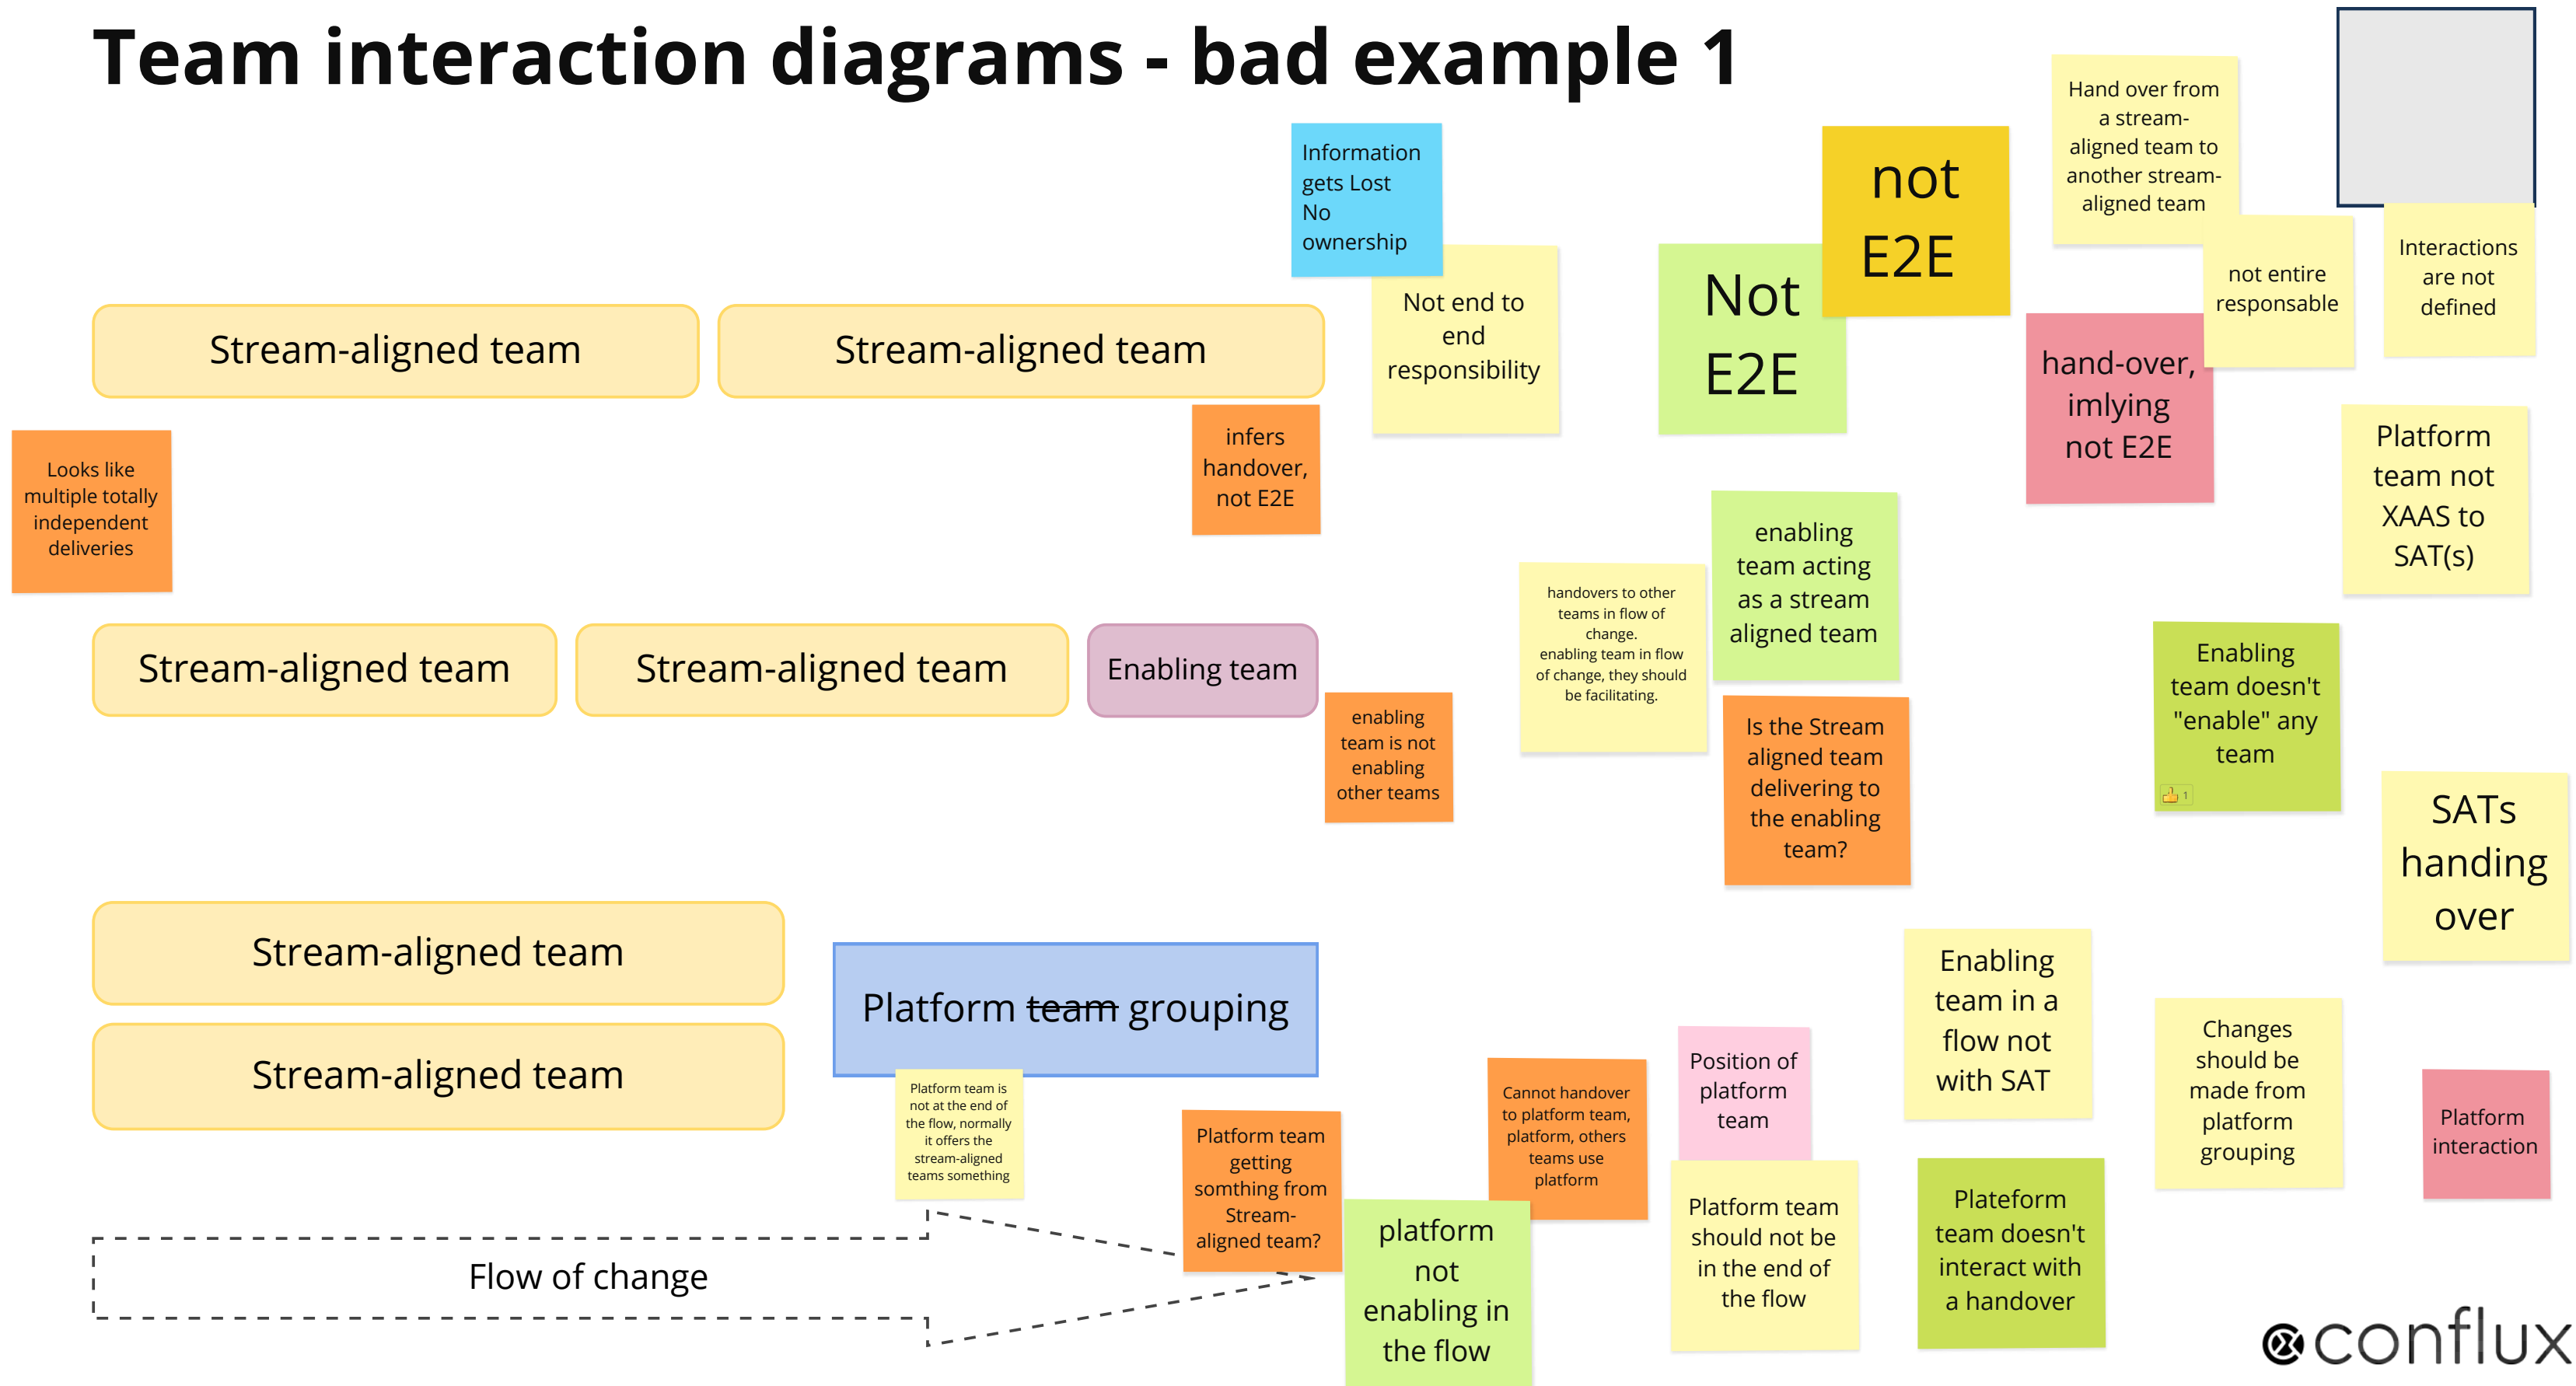 Team interaction diagrams - bad example 1
Hand over from
a stream-
aligned team to
another stream-
aligned team
Information
gets Lost
No
ownership
not
E2E
not entire
responsable
Interactions
are not
defined
Not end to
end
responsibility
Not
E2E
Stream-aligned team
Stream-aligned team
hand-over,
imlying
not E2E
infers
handover,
not E2E
Platform
team not
XAAS to
SAT(s)
Looks like
multiple totally
independent
deliveries
enabling
team acting
as a stream
aligned team
handovers to other
teams in flow of
change.
enabling team in flow
of change, they should
be facilitating.
Stream-aligned team
Stream-aligned team
Enabling team
Enabling
team doesn't
"enable" any
team
1
enabling
team is not
enabling
other teams
Is the Stream
aligned team
delivering to
the enabling
team?
SATs
handing
over
Stream-aligned team
Platform team grouping
Stream-aligned team
Enabling
team in a
flow not
with SAT
Changes
should be
made from
platform
grouping
Position of
platform
team
Platform
interaction
Cannot handover
to platform team,
platform, others
teams use
platform
Platform team is
not at the end of
the flow, normally
it offers the
stream-aligned
teams something
Platform team
getting
somthing from
Stream-
aligned team?
Platform team
should not be
in the end of
the flow
Plateform
team doesn't
interact with
a handover
platform
not
enabling in
the flow
Flow of change
conflux